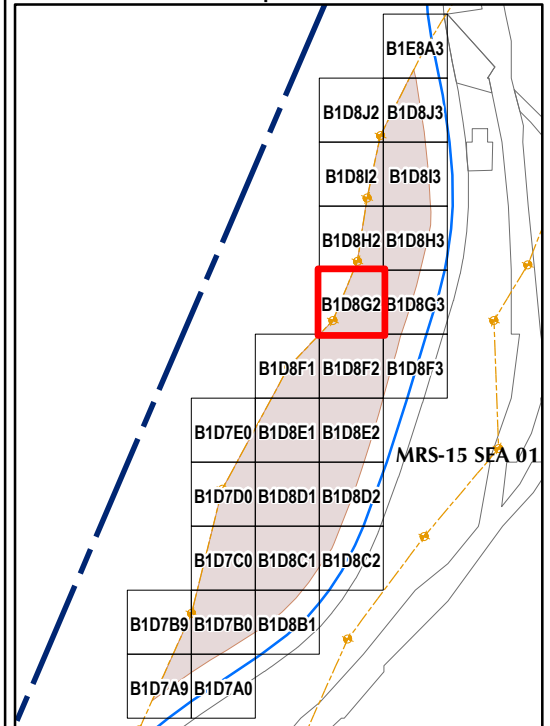 B1E8A3
B1D8J2 B1D8J3
B1D8I2 B1D8I3
B1D8H2 B1D8H3
B1D8G2 B1D8G3
B1D8F1 B1D8F2 B1D8F3
B1D7E0 B1D8E1 B1D8E2
MRS-15 SEA 01
B1D7D0 B1D8D1 B1D8D2
B1D7C0 B1D8C1 B1D8C2
B1D7B9 B1D7B0 B1D8B1
B1D7A9 B1D7A0